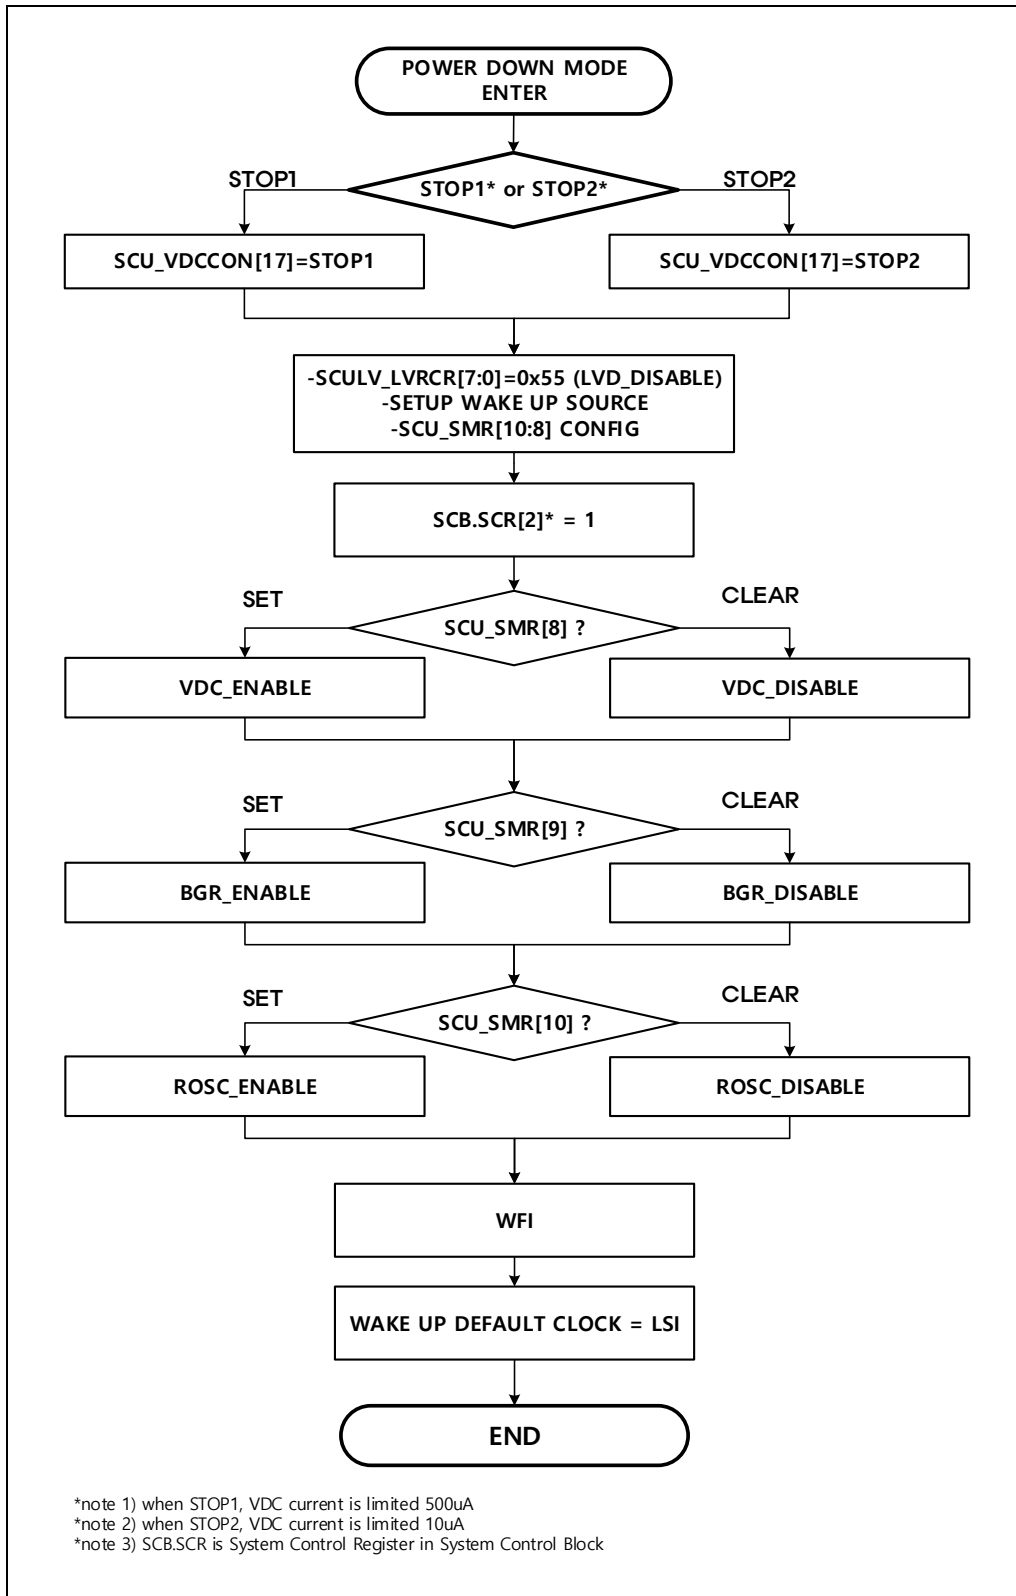 POWER DOWN MODE
ENTER
STOP1
STOP1* or STOP2*
STOP2
SCU_VDCCON[17]=STOP1
SCU_VDCCON[17]=STOP2
-SCULV_LVRCR[7:0]=0x55 (LVD_DISABLE)
-SETUP WAKE UP SOURCE
-SCU_SMR[10:8] CONFIG
SCB.SCR[2]* = 1
SET
SCU_SMR[8] ?
CLEAR
VDC_ENABLE
VDC_DISABLE
SET
SCU_SMR[9] ?
CLEAR
BGR_ENABLE
BGR_DISABLE
SET
SCU_SMR[10] ?
CLEAR
ROSC_ENABLE
ROSC_DISABLE
WFI
WAKE UP DEFAULT CLOCK = LSI
END
*note 1) when STOP1, VDC current is limited 500uA
*note 2) when STOP2, VDC current is limited 10uA
*note 3) SCB.SCR is System Control Register in System Control Block